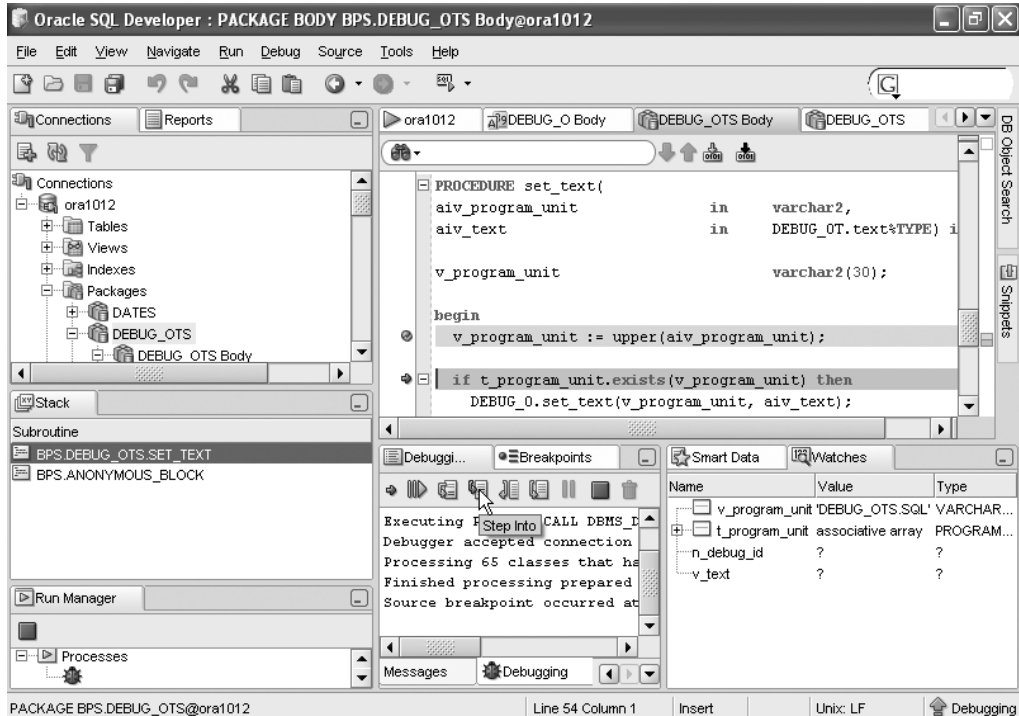 Oracle SQL Developer : PACKAGE BODY BPS.DEBUG_OTS Body@ora1012
File Edit View Navigate Run Debug Source Tools Help
SQL
G
Connections Reports
Connections
ora1012
Tables
Views
Indexes
Packages
DATES
DEBUG_OTS
DEBUG_OTS Body
ora1012 DEBUG_O Body DEBUG_OTS Body DEBUG_OTS
PROCEDURE set_text(
aiv_program_unit in varchar2,
aiv_text in DEBUG_OT.text%TYPE) i
v_program_unit varchar2(30);
begin
v_program_unit := upper(aiv_program_unit);
if t_program_unit.exists(v_program_unit) then
DEBUG_O.set_text(v_program_unit, aiv_text);
DB Object Search
Snippets
Stack
Subroutine
BPS.DEBUG_OTS.SET_TEXT
BPS.ANONYMOUS_BLOCK
Run Manager
Processes
Debuggi... Breakpoints
Step Into
Executing P CALL DBMS_D
Debugger accepted connection
Processing 65 classes that ha
Finished processing prepared
Source breakpoint occurred at
Messages Debugging
Smart Data Watches
Name Value Type
v_program_unit 'DEBUG_OTS.SQL' VARCHAR...
t_program_unit associative array PROGRAM...
n_debug_id ? ?
v_text ? ?
PACKAGE BPS.DEBUG_OTS@ora1012 Line 54 Column 1 Insert Unix: LF Debugging